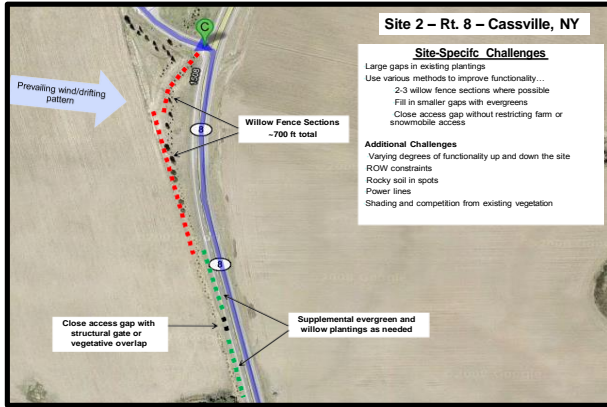 Site 2 – Rt. 8 – Cassville, NY
Site-Specifc Challenges
Large gaps in existing plantings
Use various methods to improve functionality…
2-3 willow fence sections where possible
Fill in smaller gaps with evergreens
Close access gap without restricting farm or
snowmobile access
Additional Challenges
Varying degrees of functionality up and down the site
ROW constraints
Rocky soil in spots
Power lines
Shading and competition from existing vegetation
C
Prevailing wind/drifting
pattern
8
Willow Fence Sections
~700 ft total
8
Close access gap with
structural gate or
vegetative overlap
Supplemental evergreen and
willow plantings as needed